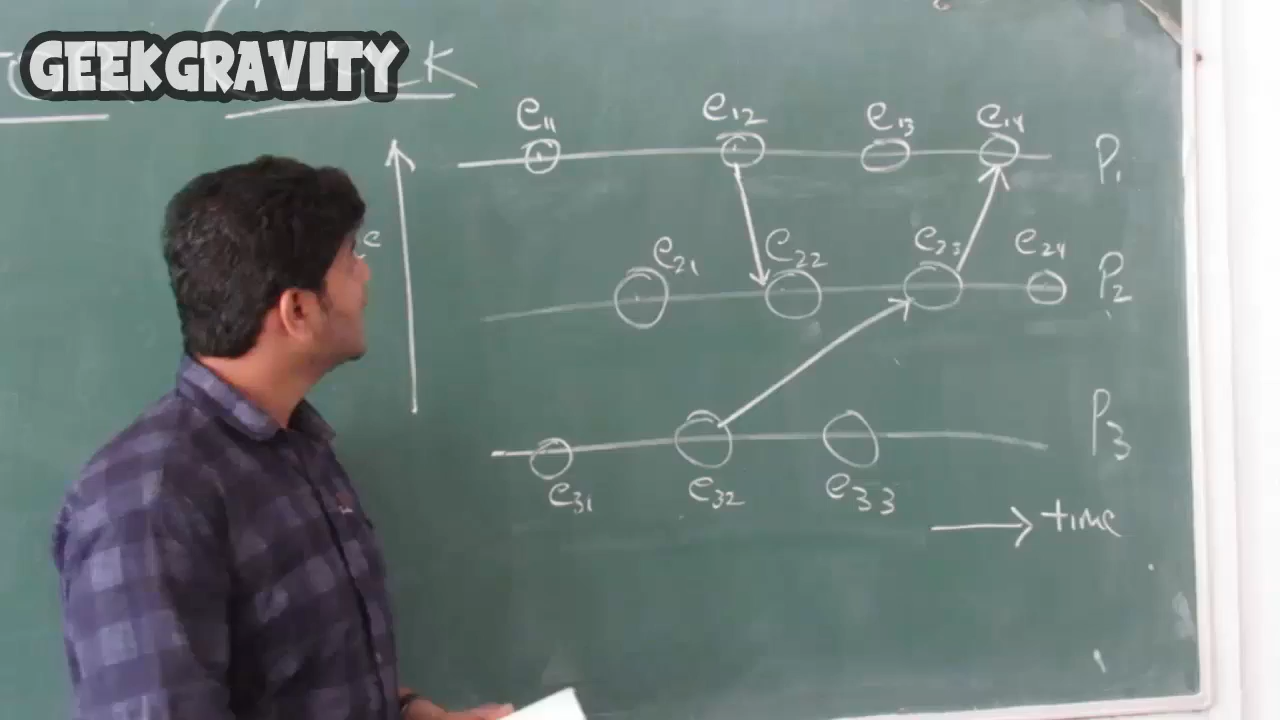 GEEKGRAVITY
e11 e12 e13 e14
P1
e21 e22 e23 e24
P2
P3
e31 e32 e33
time